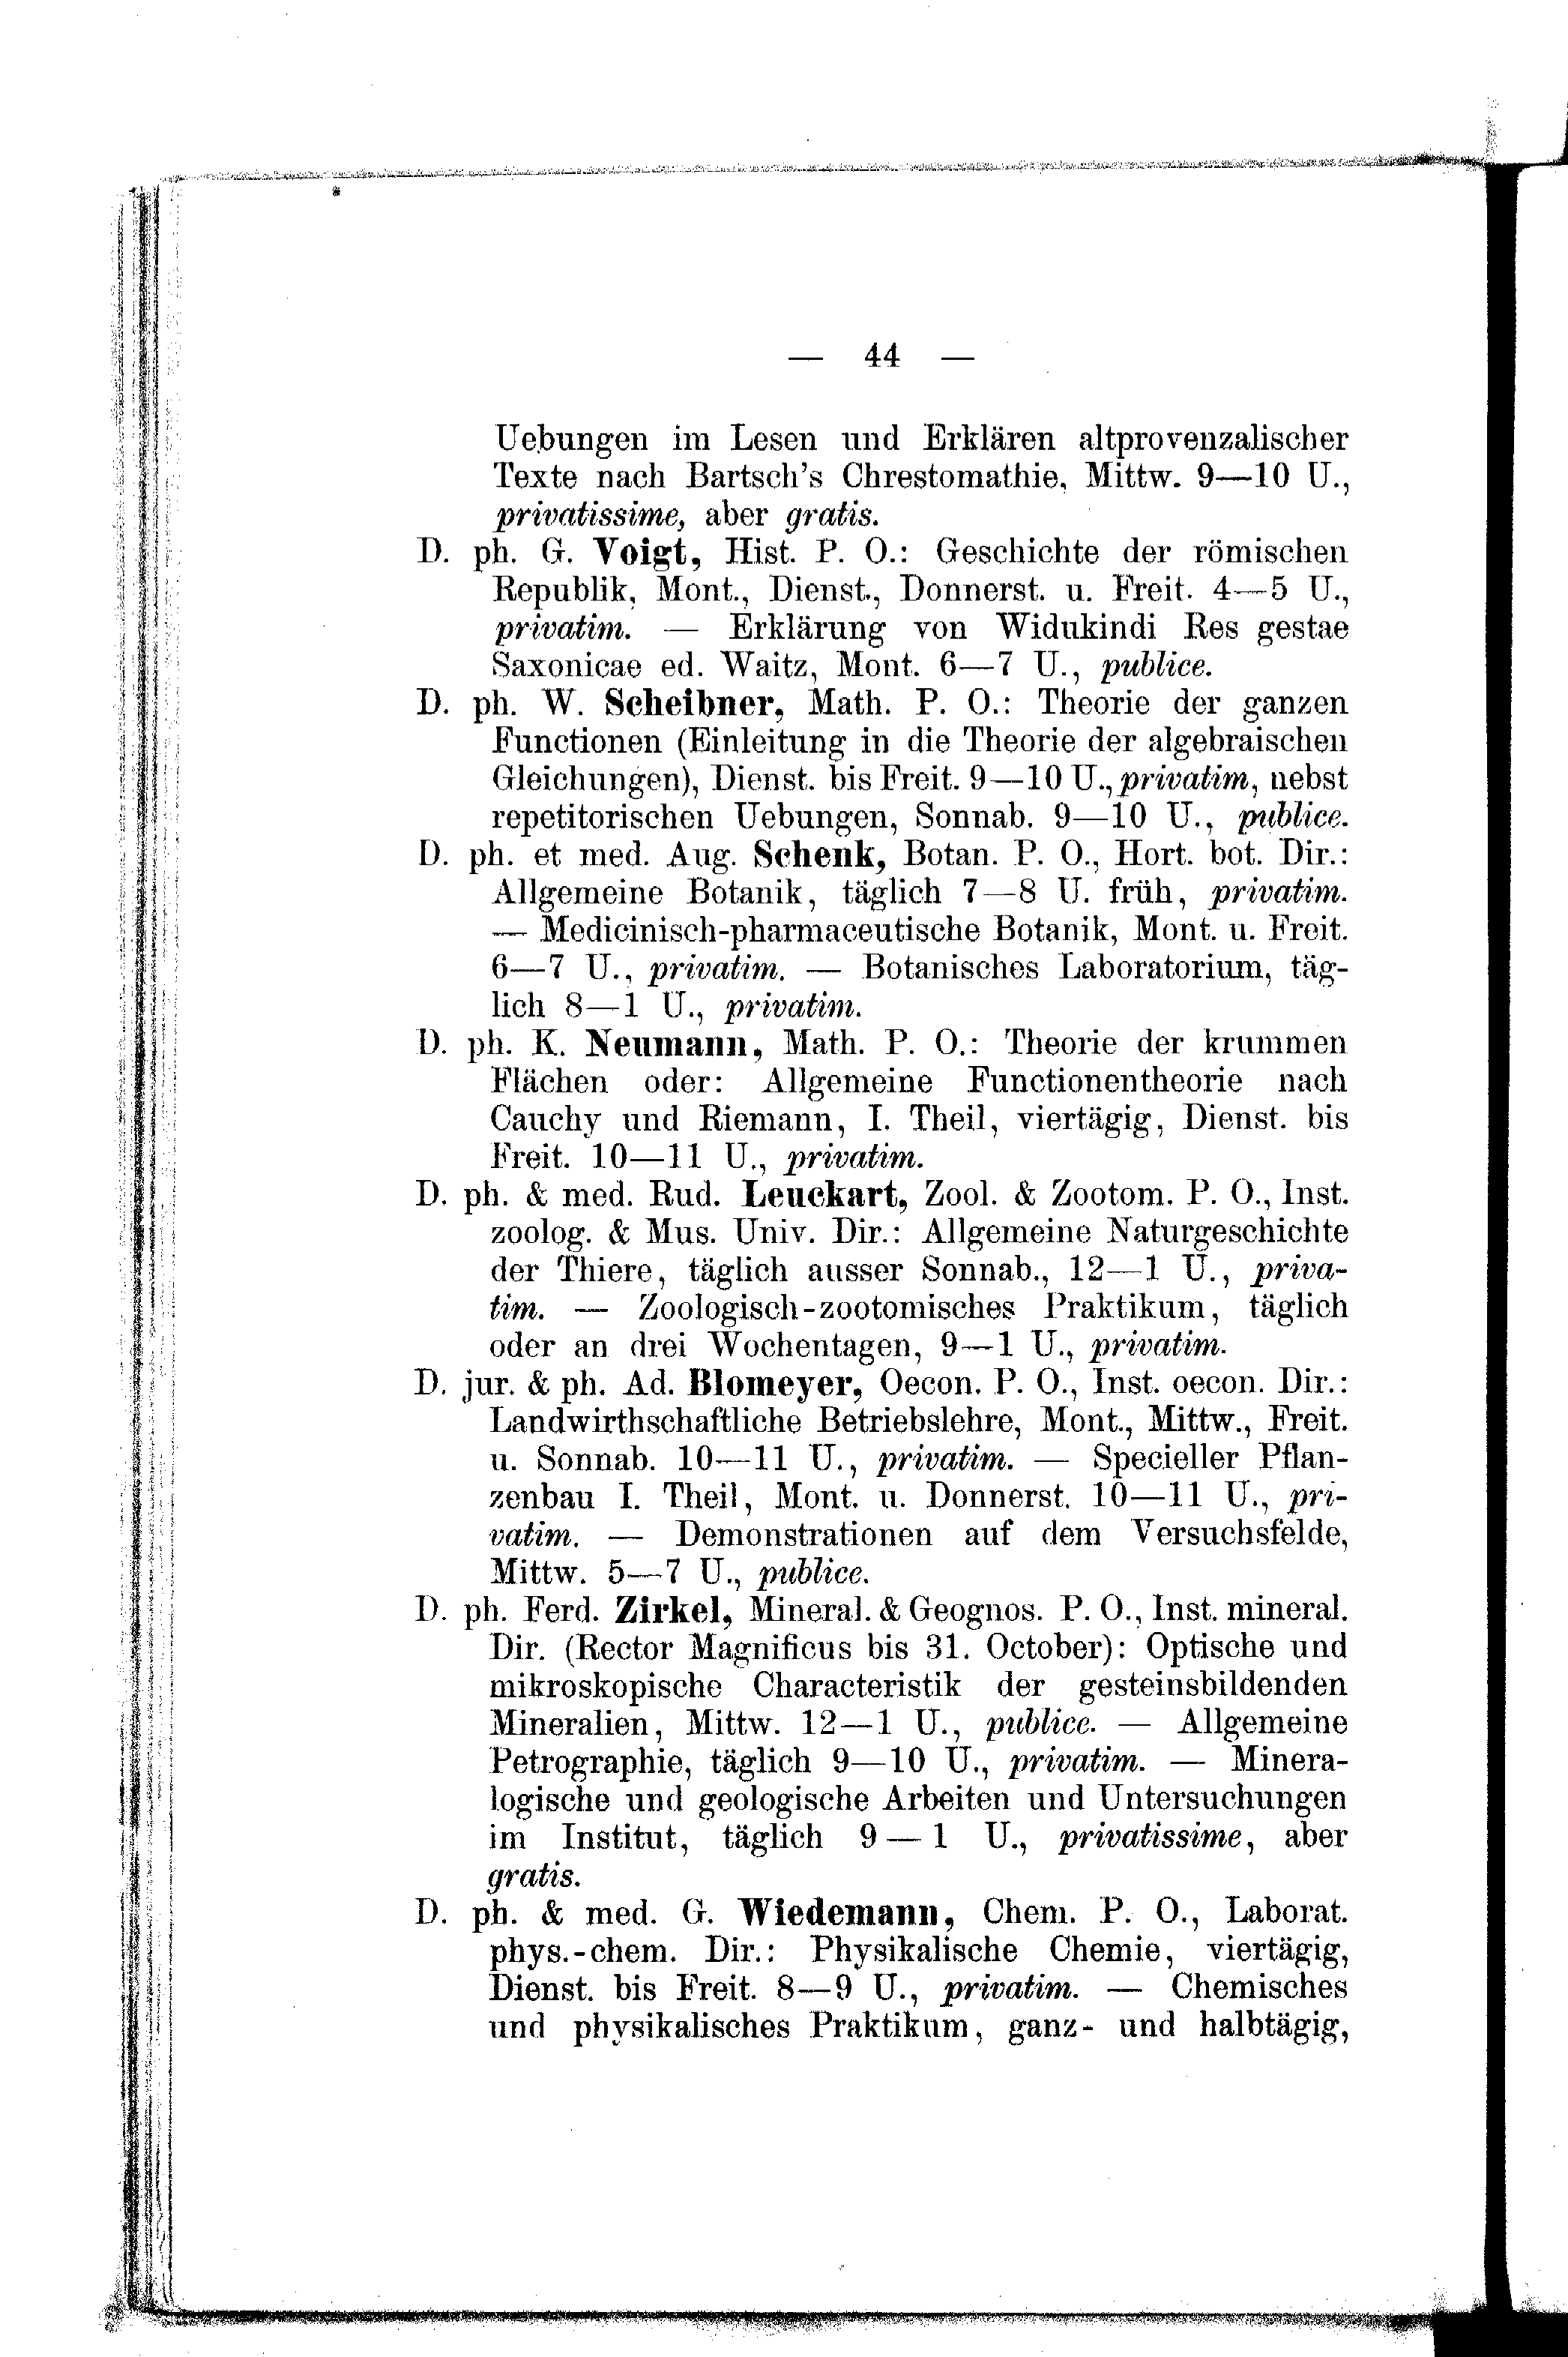 — 44 —
Uebungen im Lesen und Erklären altprovenzalischer
Texte nach Bartsch's Chrestomathie, Mittw. 9—10 U.,
privatissime, aber gratis.
D. ph. G. Voigt, Hist. P. O.: Geschichte der römischen
Republik, Mont., Dienst., Donnerst. u. Freit. 4—5 U.,
privatim. — Erklärung von Widukindi Res gestae
Saxonicae ed. Waitz, Mont. 6—7 U., publice.
D. ph. W. Scheibner, Math. P. O.: Theorie der ganzen
Functionen (Einleitung in die Theorie der algebraischen
Gleichungen), Dienst. bis Freit. 9—10 U., privatim, nebst
repetitorischen Uebungen, Sonnab. 9—10 U., publice.
D. ph. et med. Aug. Schenk, Botan. P. O., Hort. bot. Dir.:
Allgemeine Botanik, täglich 7—8 U. früh, privatim.
— Medicinisch-pharmaceutische Botanik, Mont. u. Freit.
6—7 U., privatim. — Botanisches Laboratorium, täg-
lich 8—1 U., privatim.
D. ph. K. Neumann, Math. P. O.: Theorie der krummen
Flächen oder: Allgemeine Functionentheorie nach
Cauchy und Riemann, I. Theil, viertägig, Dienst. bis
Freit. 10—11 U., privatim.
D. ph. & med. Rud. Leuckart, Zool. & Zootom. P. O., Inst.
zoolog. & Mus. Univ. Dir.: Allgemeine Naturgeschichte
der Thiere, täglich ausser Sonnab., 12—1 U., priva-
tim. — Zoologisch-zootomisches Praktikum, täglich
oder an drei Wochentagen, 9—1 U., privatim.
D. jur. & ph. Ad. Blomeyer, Oecon. P. O., Inst. oecon. Dir.:
Landwirthschaftliche Betriebslehre, Mont., Mittw., Freit.
u. Sonnab. 10—11 U., privatim. — Specieller Pflan-
zenbau I. Theil, Mont. u. Donnerst. 10—11 U., pri-
vatim. — Demonstrationen auf dem Versuchsfelde,
Mittw. 5—7 U., publice.
D. ph. Ferd. Zirkel, Mineral. & Geognos. P. O., Inst. mineral.
Dir. (Rector Magnificus bis 31. October): Optische und
mikroskopische Characteristik der gesteinsbildenden
Mineralien, Mittw. 12—1 U., publice. — Allgemeine
Petrographie, täglich 9—10 U., privatim. — Minera-
logische und geologische Arbeiten und Untersuchungen
im Institut, täglich 9—1 U., privatissime, aber
gratis.
D. ph. & med. G. Wiedemann, Chem. P. O., Laborat.
phys.-chem. Dir.: Physikalische Chemie, viertägig,
Dienst. bis Freit. 8—9 U., privatim. — Chemisches
und physikalisches Praktikum, ganz- und halbtägig,